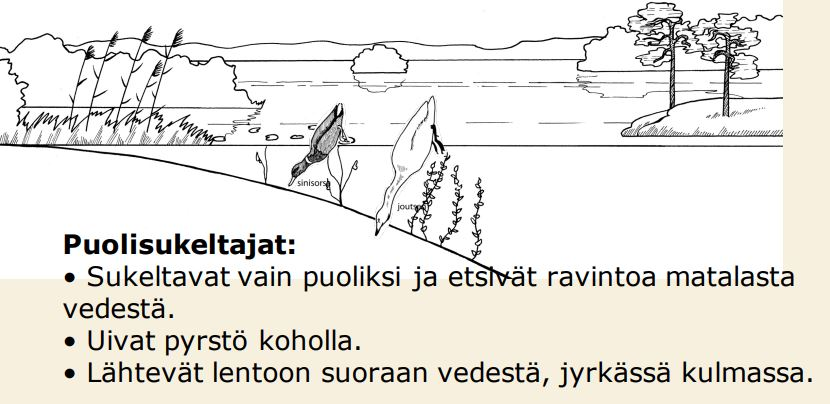 sinisorsa
joutsen
Puolisukeltajat:
• Sukeltavat vain puoliksi ja etsivät ravintoa matalasta
vedestä.
• Uivat pyrstö koholla.
• Lähtevät lentoon suoraan vedestä, jyrkässä kulmassa.